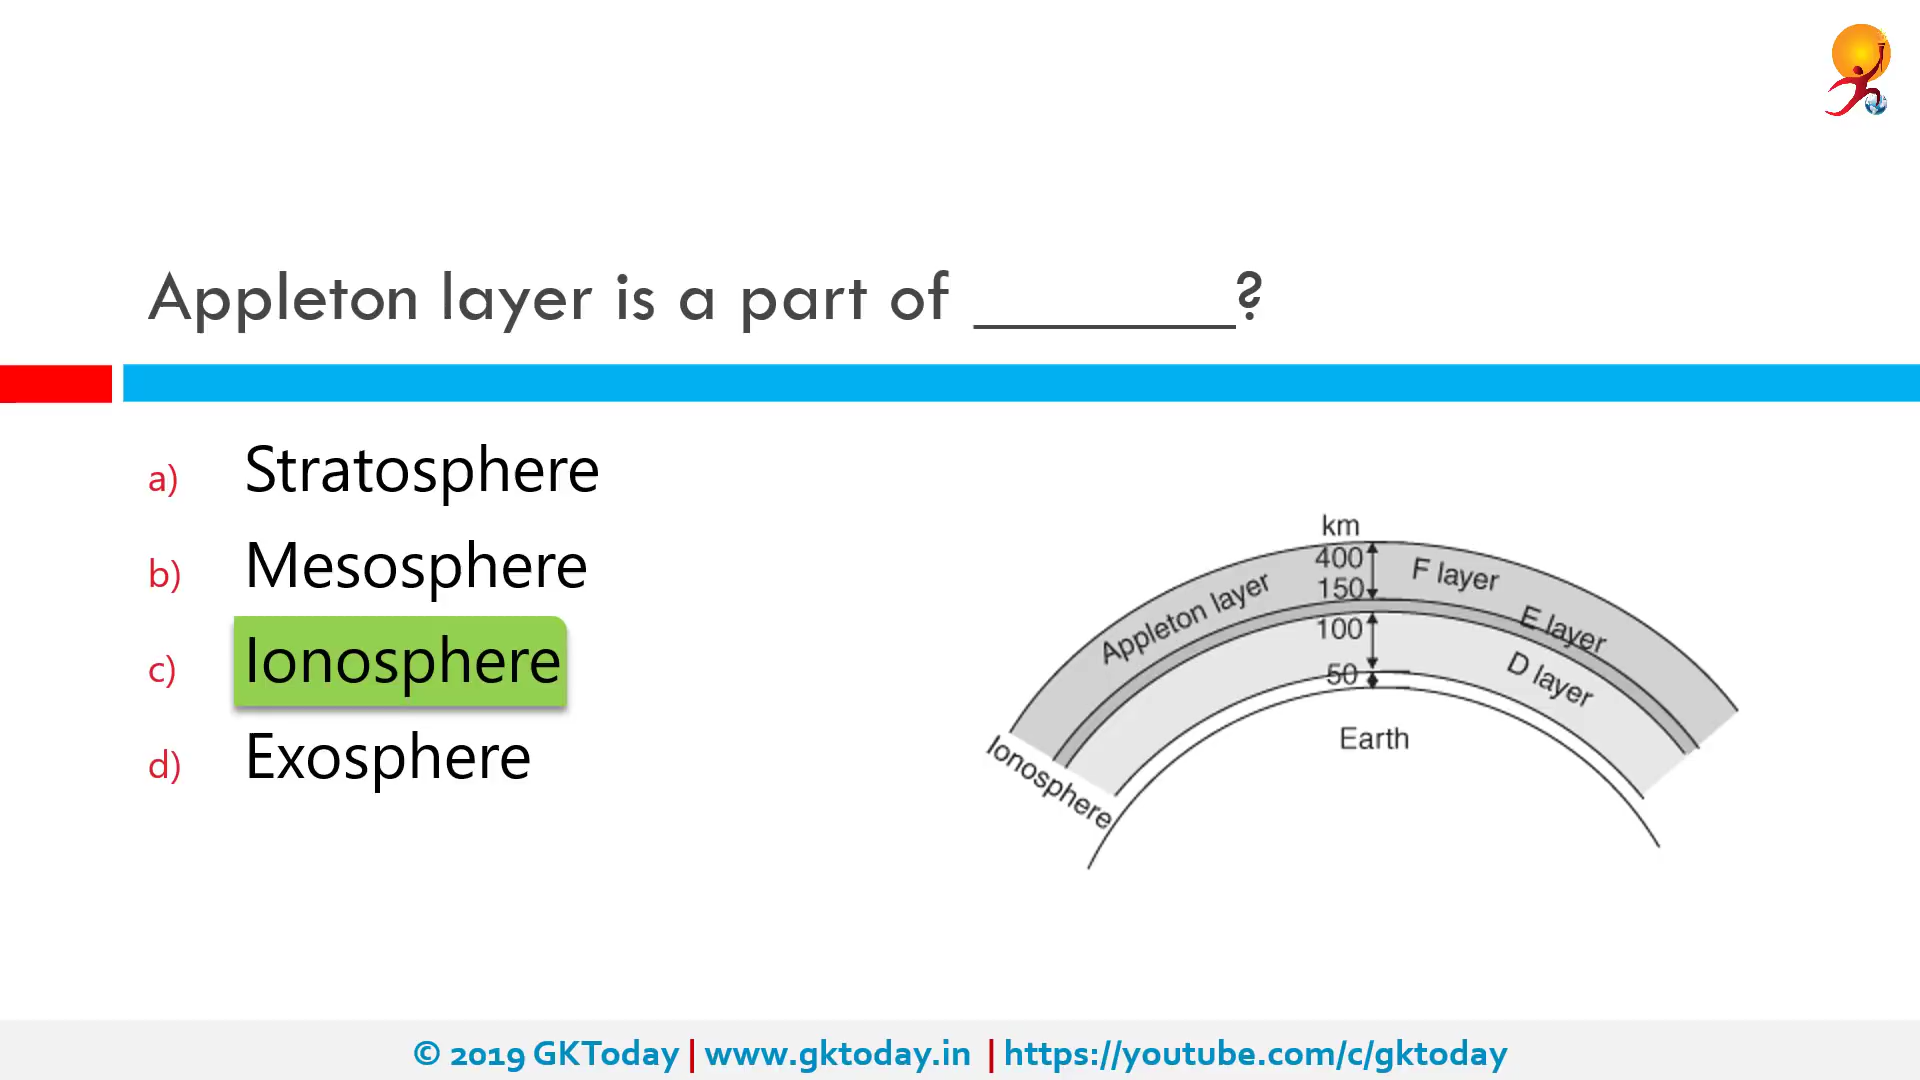 Appleton layer is a part of ________?
a) Stratosphere
b) Mesosphere
c) Ionosphere
d) Exosphere
km
400
150
100
50
Appleton layer
F layer
E layer
D layer
Ionosphere
Earth
© 2019 GKToday | www.gktoday.in | https://youtube.com/c/gktoday